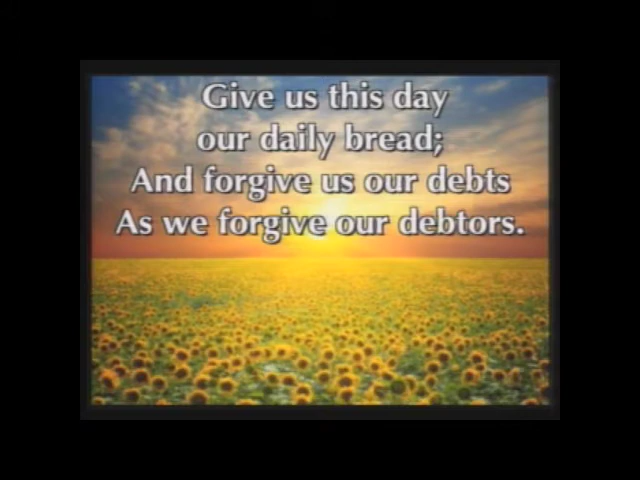 Give us this day
our daily bread;
And forgive us our debts
As we forgive our debtors.